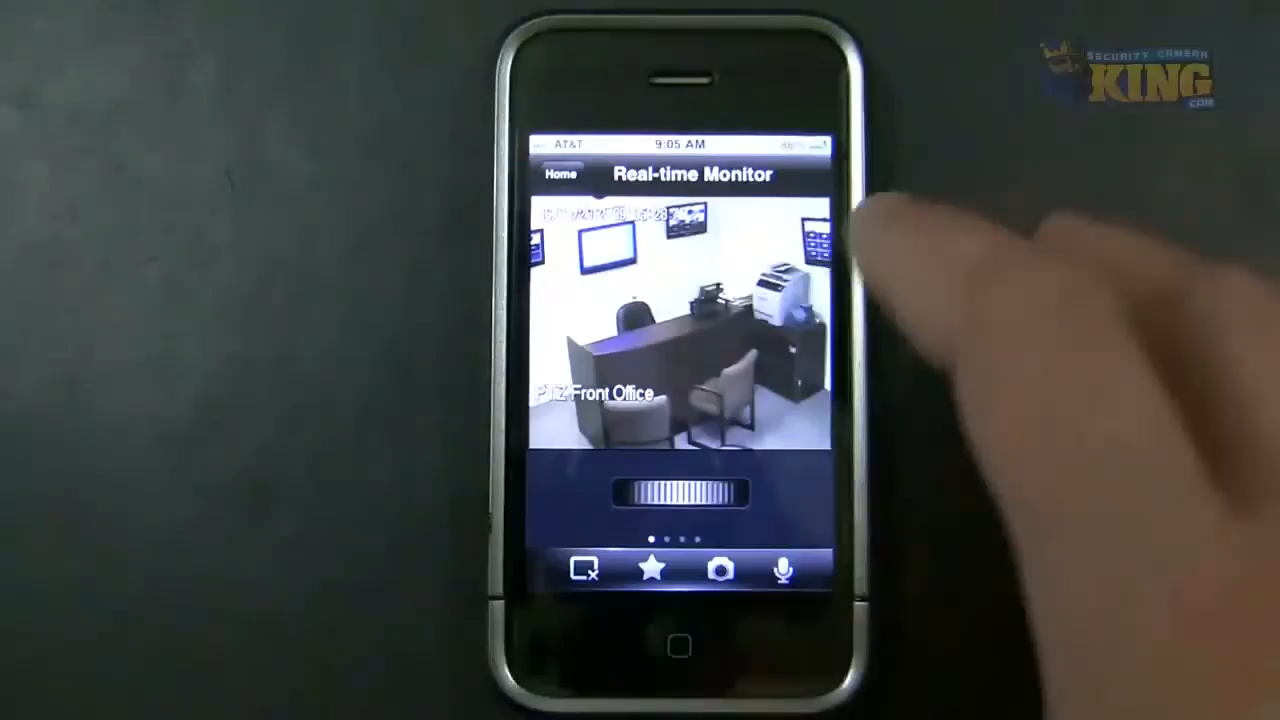 SECURITY CAMERA
KING
.COM
AT&T
9:05 AM
Home
Real-time Monitor
PTZ Front Office